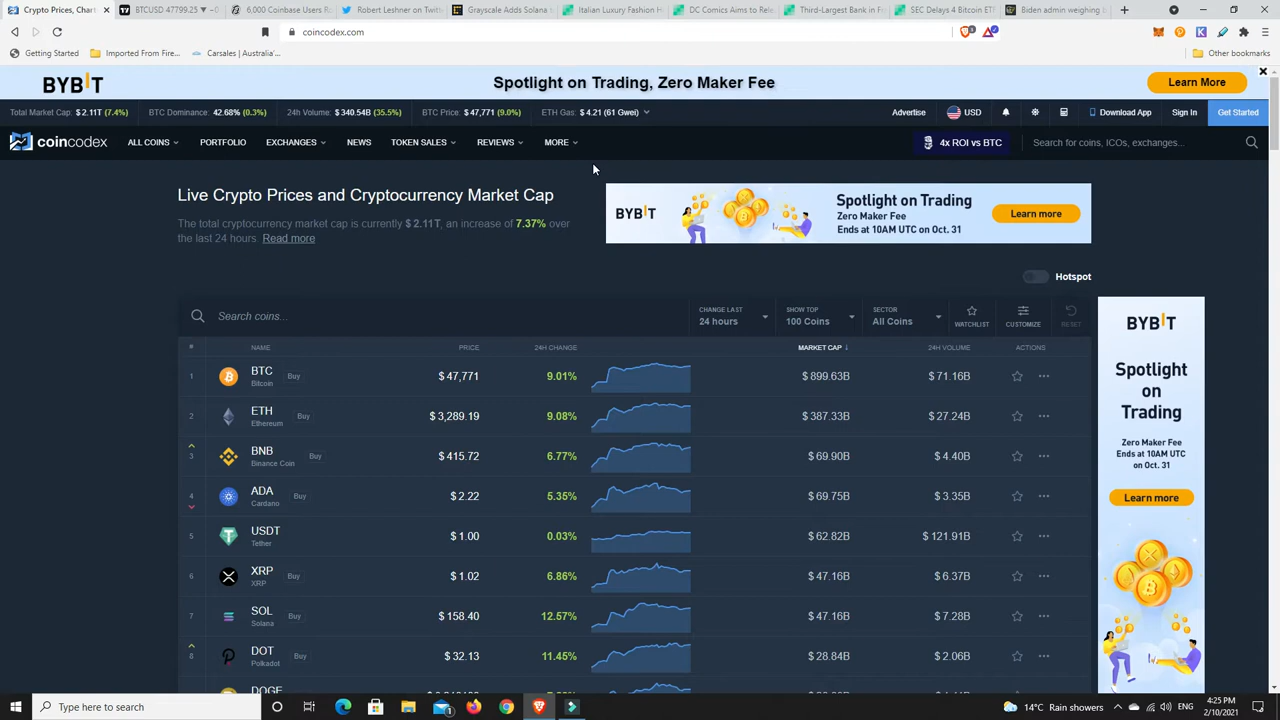 Crypto Prices, Chart
BTCUSD 47799.25 ▼ −0
6,000 Coinbase Users Ro
Robert Leshner on Twitt
Grayscale Adds Solana
Italian Luxury Fashion H
DC Comics Aims to Rele
Third-Largest Bank in F
SEC Delays 4 Bitcoin ET
Biden admin weighing
coincodex.com
Getting Started
Imported From Fire...
Carsales | Australia's...
Other bookmarks
BYBIT
Spotlight on Trading, Zero Maker Fee
Learn More
Total Market Cap: $ 2.11T (7.4%)
BTC Dominance: 42.68% (0.3%)
24h Volume: $ 340.54B (35.5%)
BTC Price: $ 47,771 (9.0%)
ETH Gas: $ 4.21 (61 Gwei)
Advertise
USD
Download App
Sign In
Get Started
coincodex
ALL COINS
PORTFOLIO
EXCHANGES
NEWS
TOKEN SALES
REVIEWS
MORE
4x ROI vs BTC
Search for coins, ICOs, exchanges...
Live Crypto Prices and Cryptocurrency Market Cap
The total cryptocurrency market cap is currently $ 2.11T, an increase of 7.37% over
the last 24 hours. Read more
BYBIT
Spotlight on Trading
Zero Maker Fee
Ends at 10AM UTC on Oct. 31
Learn more
Hotspot
Search coins...
CHANGE LAST
24 hours
SHOW TOP
100 Coins
SECTOR
All Coins
WATCHLIST
CUSTOMIZE
RESET
# NAME PRICE 24H CHANGE MARKET CAP ↓ 24H VOLUME ACTIONS
1 BTC Buy $ 47,771 9.01% $ 899.63B $ 71.16B
Bitcoin
2 ETH Buy $ 3,289.19 9.08% $ 387.33B $ 27.24B
Ethereum
3 BNB Buy $ 415.72 6.77% $ 69.90B $ 4.40B
Binance Coin
4 ADA Buy $ 2.22 5.35% $ 69.75B $ 3.35B
Cardano
5 USDT $ 1.00 0.03% $ 62.82B $ 121.91B
Tether
6 XRP Buy $ 1.02 6.86% $ 47.16B $ 6.37B
XRP
7 SOL Buy $ 158.40 12.57% $ 47.16B $ 7.28B
Solana
8 DOT Buy $ 32.13 11.45% $ 28.84B $ 2.06B
Polkadot
DOGE
BYBIT
Spotlight
on
Trading
Zero Maker Fee
Ends at 10AM UTC
on Oct. 31
Learn more
Type here to search
14°C Rain showers
4:25 PM
2/10/2021